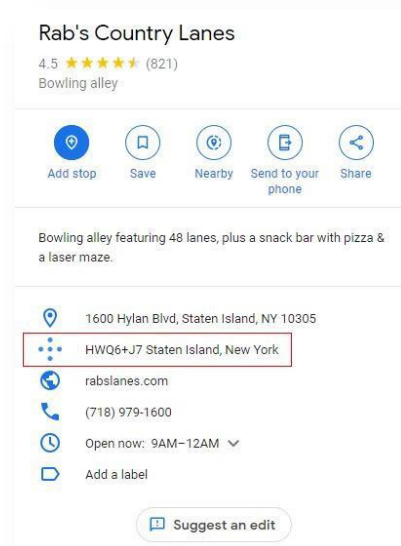 Rab's Country Lanes
4.5 (821)
Bowling alley
Add stop
Save
Nearby
Send to your
phone
Share
Bowling alley featuring 48 lanes, plus a snack bar with pizza &
a laser maze.
1600 Hylan Blvd, Staten Island, NY 10305
HWQ6+J7 Staten Island, New York
rabslanes.com
(718) 979-1600
Open now: 9AM–12AM
Add a label
Suggest an edit